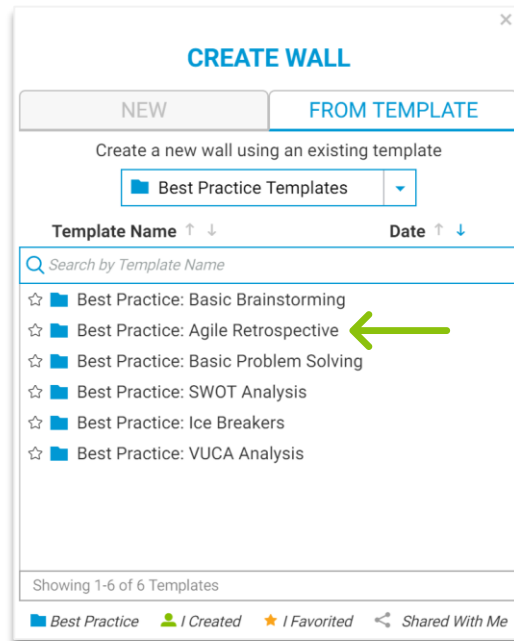 CREATE WALL
NEW FROM TEMPLATE
Create a new wall using an existing template
Best Practice Templates
Template Name ↑ ↓ Date ↑ ↓
Search by Template Name
Best Practice: Basic Brainstorming
Best Practice: Agile Retrospective
Best Practice: Basic Problem Solving
Best Practice: SWOT Analysis
Best Practice: Ice Breakers
Best Practice: VUCA Analysis
Showing 1-6 of 6 Templates
Best Practice I Created I Favorited Shared With Me